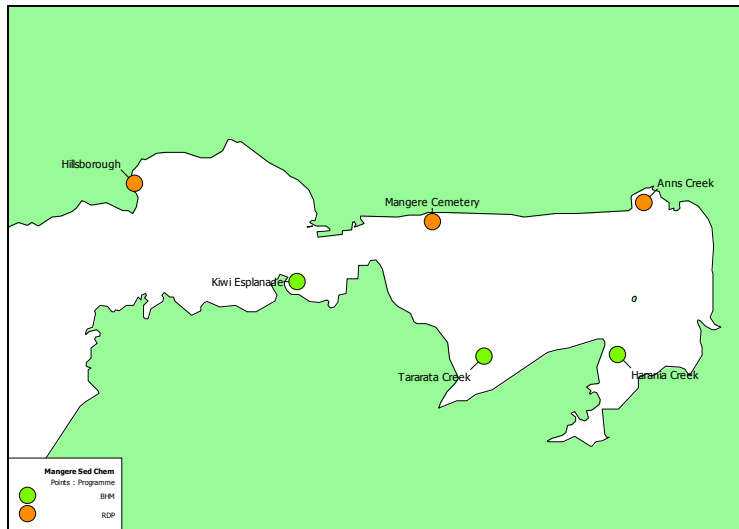 Hillsborough
Anns Creek
Mangere Cemetery
Kiwi Esplanade
Tararata Creek
Harania Creek
Mangere Sed Chem
Points : Programme
BHM
RDP